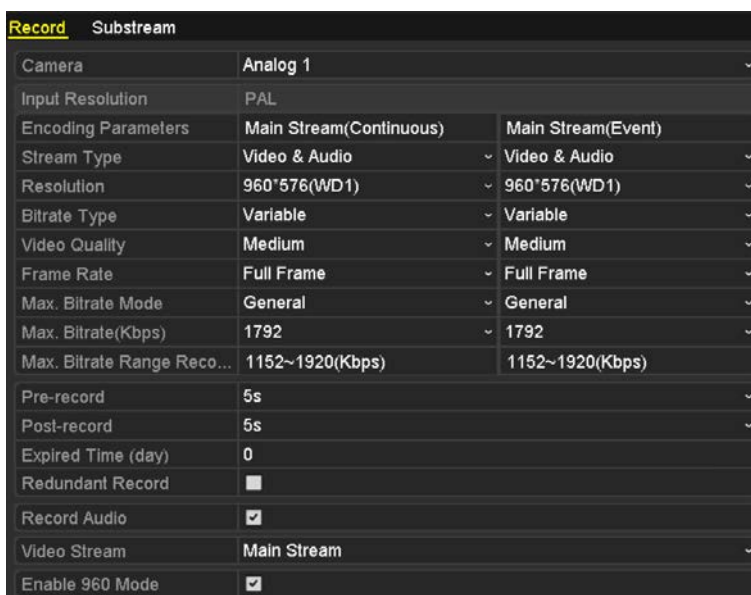 Record Substream
Camera Analog 1
Input Resolution PAL
Encoding Parameters Main Stream(Continuous) Main Stream(Event)
Stream Type Video & Audio Video & Audio
Resolution 960*576(WD1) 960*576(WD1)
Bitrate Type Variable Variable
Video Quality Medium Medium
Frame Rate Full Frame Full Frame
Max. Bitrate Mode General General
Max. Bitrate(Kbps) 1792 1792
Max. Bitrate Range Reco... 1152~1920(Kbps) 1152~1920(Kbps)
Pre-record 5s
Post-record 5s
Expired Time (day) 0
Redundant Record
Record Audio
Video Stream Main Stream
Enable 960 Mode